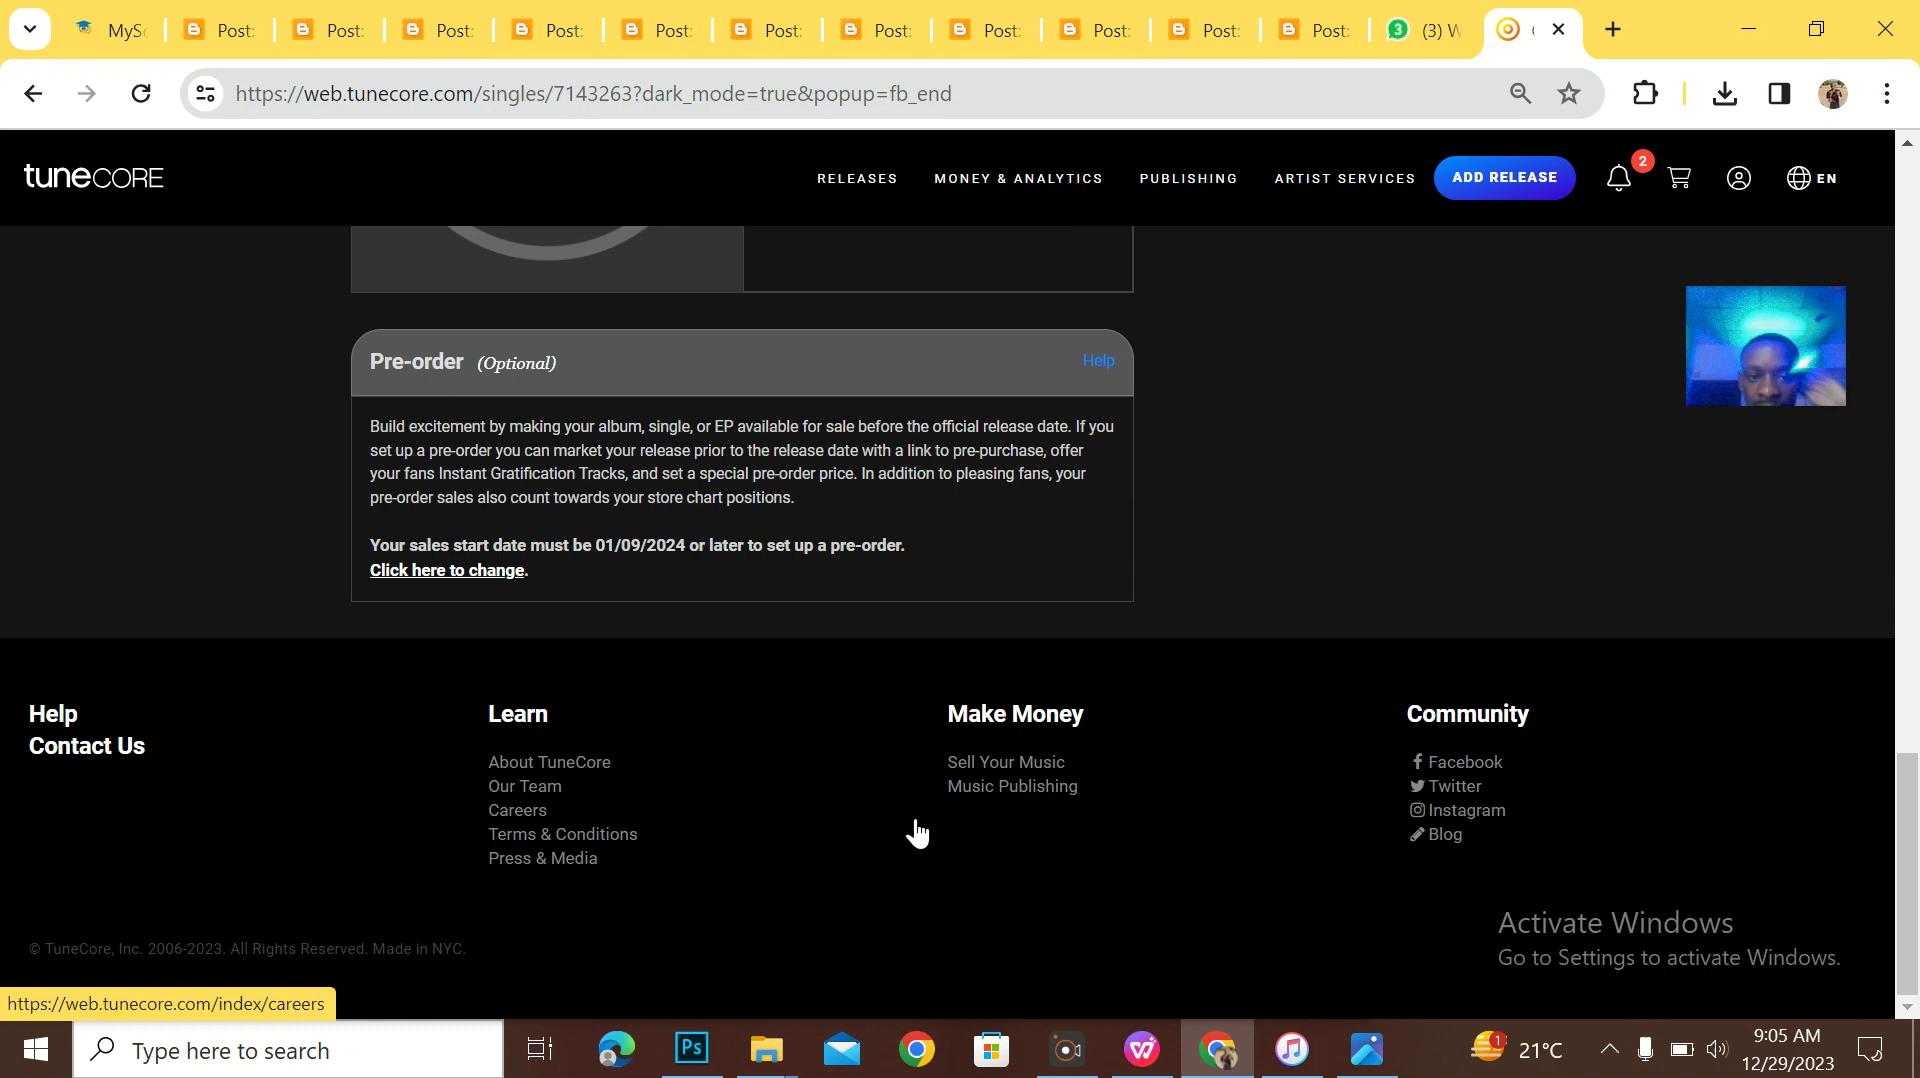 MySc
Post:
Post:
Post:
Post:
Post:
Post:
Post:
Post:
Post:
Post:
Post:
3
(3) W
https://web.tunecore.com/singles/7143263?dark_mode=true&popup=fb_end
tunecore
RELEASES
MONEY & ANALYTICS
PUBLISHING
ARTIST SERVICES
ADD RELEASE
2
EN
Pre-order (Optional)
Help
Build excitement by making your album, single, or EP available for sale before the official release date. If you
set up a pre-order you can market your release prior to the release date with a link to pre-purchase, offer
your fans Instant Gratification Tracks, and set a special pre-order price. In addition to pleasing fans, your
pre-order sales also count towards your store chart positions.
Your sales start date must be 01/09/2024 or later to set up a pre-order.
Click here to change.
Help
Contact Us
Learn
About TuneCore
Our Team
Careers
Terms & Conditions
Press & Media
Make Money
Sell Your Music
Music Publishing
Community
Facebook
Twitter
Instagram
Blog
Activate Windows
Go to Settings to activate Windows.
© TuneCore, Inc. 2006-2023. All Rights Reserved. Made in NYC.
https://web.tunecore.com/index/careers
Type here to search
Ps
1
21°C
9:05 AM
12/29/2023